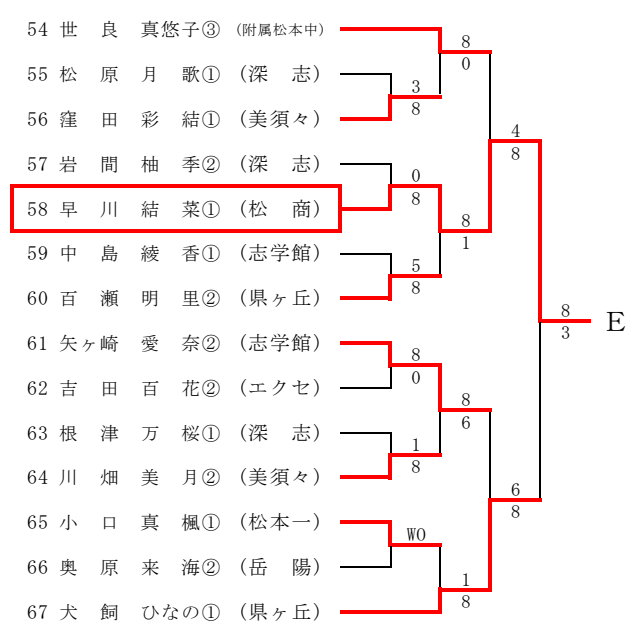 54 世 良 真悠子③ (附属松本中)
8
0
55 松 原 月 歌① (深 志)
3
8
56 窪 田 彩 結① (美須々)
4
8
57 岩 間 柚 季② (深 志)
0
8
58 早 川 結 菜① (松 商)
8
1
59 中 島 綾 香① (志学館)
5
8
60 百 瀬 明 里② (県ヶ丘)
8
3
E
61 矢ヶ崎 愛 奈② (志学館)
8
0
62 吉 田 百 花② (エクセ)
8
6
63 根 津 万 桜① (深 志)
1
8
64 川 畑 美 月② (美須々)
6
8
65 小 口 真 楓① (松本一)
WO
66 奥 原 来 海② (岳 陽)
1
8
67 犬 飼 ひなの① (県ヶ丘)